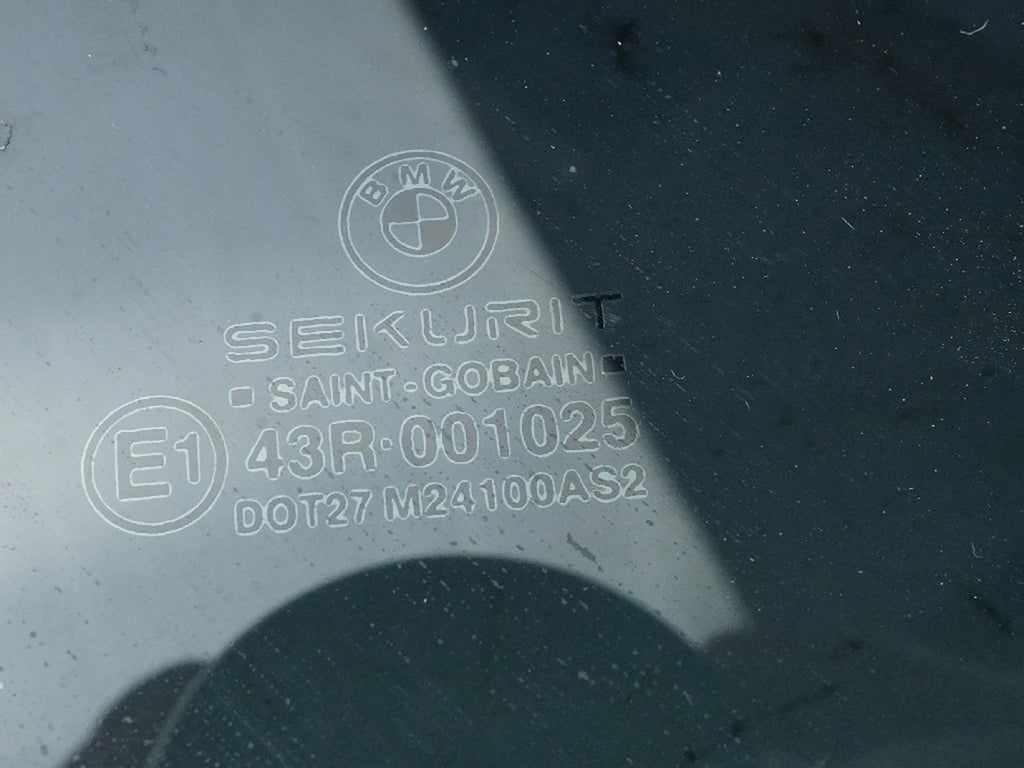 BMW
SEKURIT
SAINT-GOBAIN
E1
43R·001025
DOT27 M24100AS2